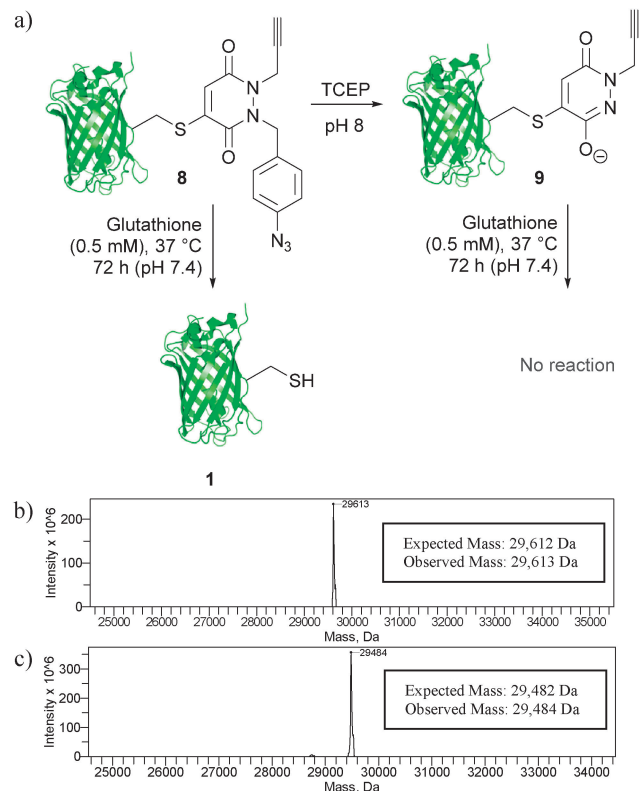 a)
O
N
N
O
S
8
N₃
TCEP
pH 8
O
N
N
S
O
⊖
9
Glutathione
(0.5 mM), 37 °C
72 h (pH 7.4)
Glutathione
(0.5 mM), 37 °C
72 h (pH 7.4)
SH
1
No reaction
b)
Intensity x 10^6
200
100
0
29613
Expected Mass: 29,612 Da
Observed Mass: 29,613 Da
25000 26000 27000 28000 29000 30000 31000 32000 33000 34000 35000
Mass, Da
c)
Intensity x 10^6
300
200
100
0
29484
Expected Mass: 29,482 Da
Observed Mass: 29,484 Da
25000 26000 27000 28000 29000 30000 31000 32000 33000 34000
Mass, Da